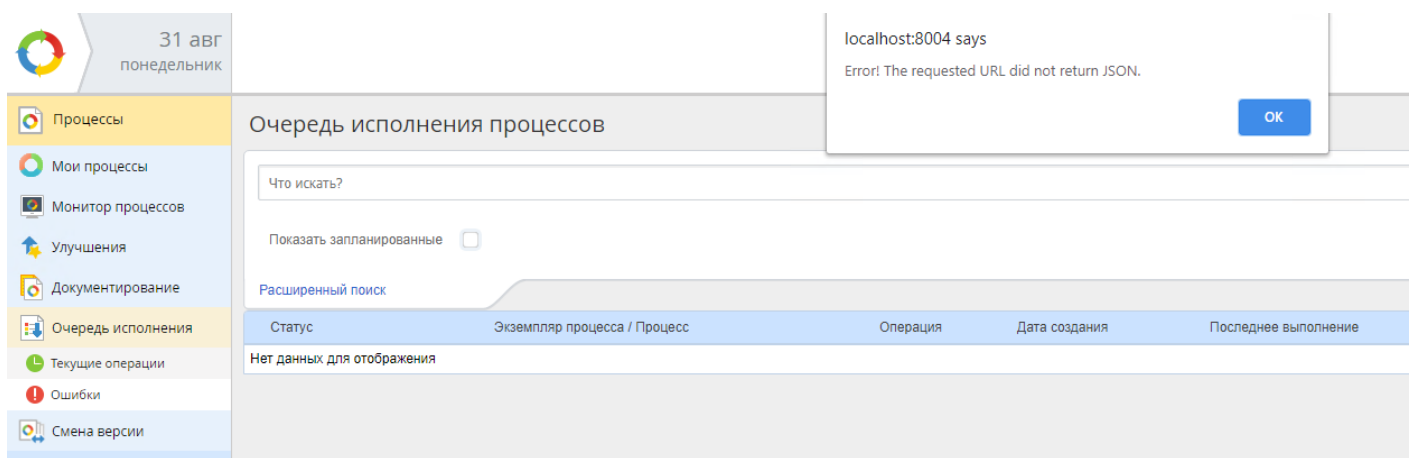 31 авг
понедельник
localhost:8004 says
Error! The requested URL did not return JSON.
OK
Процессы
Мои процессы
Монитор процессов
Улучшения
Документирование
Очередь исполнения
Текущие операции
Ошибки
Смена версии
Очередь исполнения процессов
Что искать?
Показать запланированные
Расширенный поиск
Статус Экземпляр процесса / Процесс Операция Дата создания Последнее выполнение
Нет данных для отображения